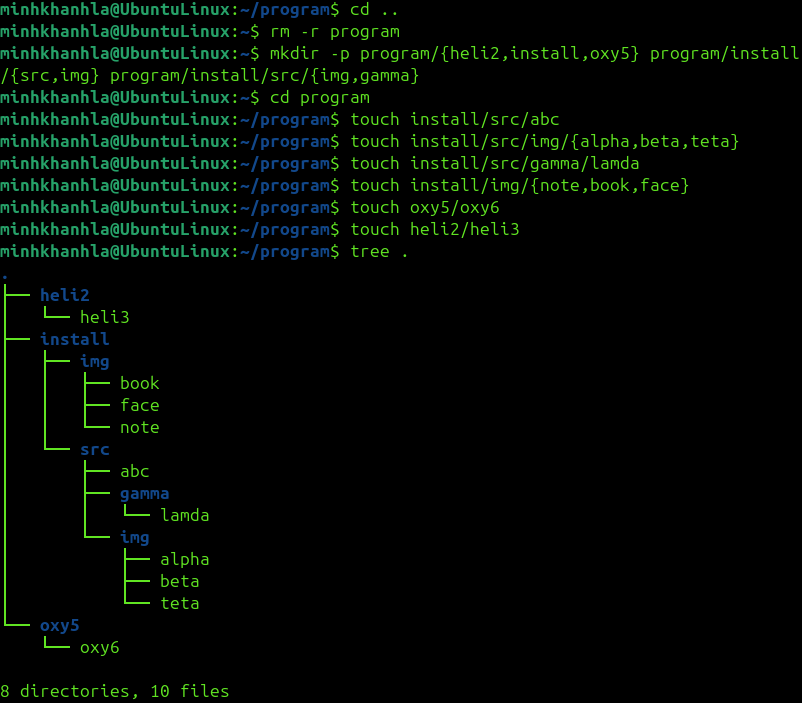 minhkhanhla@UbuntuLinux:~/program$ cd ..
minhkhanhla@UbuntuLinux:~$ rm -r program
minhkhanhla@UbuntuLinux:~$ mkdir -p program/{heli2,install,oxy5} program/install
/{src,img} program/install/src/{img,gamma}
minhkhanhla@UbuntuLinux:~$ cd program
minhkhanhla@UbuntuLinux:~/program$ touch install/src/abc
minhkhanhla@UbuntuLinux:~/program$ touch install/src/img/{alpha,beta,teta}
minhkhanhla@UbuntuLinux:~/program$ touch install/src/gamma/lamda
minhkhanhla@UbuntuLinux:~/program$ touch install/img/{note,book,face}
minhkhanhla@UbuntuLinux:~/program$ touch oxy5/oxy6
minhkhanhla@UbuntuLinux:~/program$ touch heli2/heli3
minhkhanhla@UbuntuLinux:~/program$ tree .
.
├── heli2
│   └── heli3
├── install
│   ├── img
│   │   ├── book
│   │   ├── face
│   │   └── note
│   └── src
│       ├── abc
│       ├── gamma
│       │   └── lamda
│       └── img
│           ├── alpha
│           ├── beta
│           └── teta
└── oxy5
    └── oxy6
8 directories, 10 files